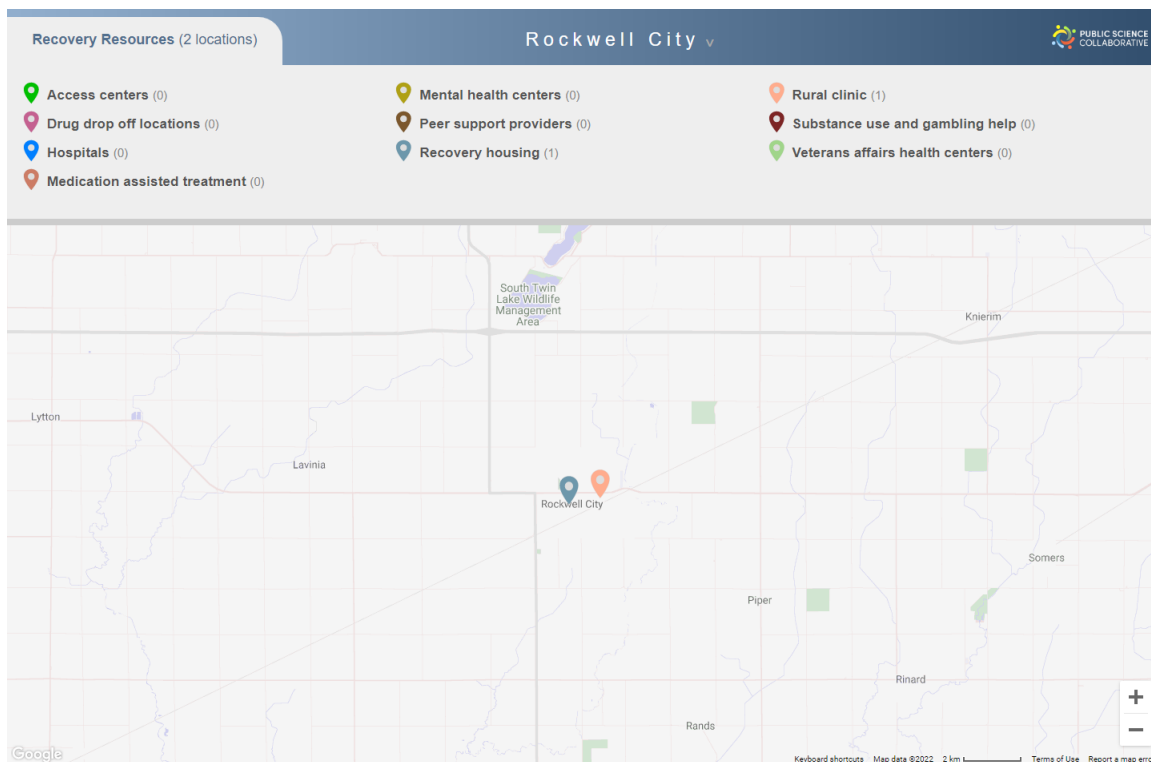 Recovery Resources (2 locations)
Rockwell City v
PUBLIC SCIENCE
COLLABORATIVE
Access centers (0)
Mental health centers (0)
Rural clinic (1)
Drug drop off locations (0)
Peer support providers (0)
Substance use and gambling help (0)
Hospitals (0)
Recovery housing (1)
Veterans affairs health centers (0)
Medication assisted treatment (0)
South Twin
Lake Wildlife
Management
Area
Knierim
Lytton
Lavinia
Rockwell City
Somers
Piper
Rinard
Rands
Google
Keyboard shortcuts
Map data ©2022
2 km
Terms of Use
Report a map erro